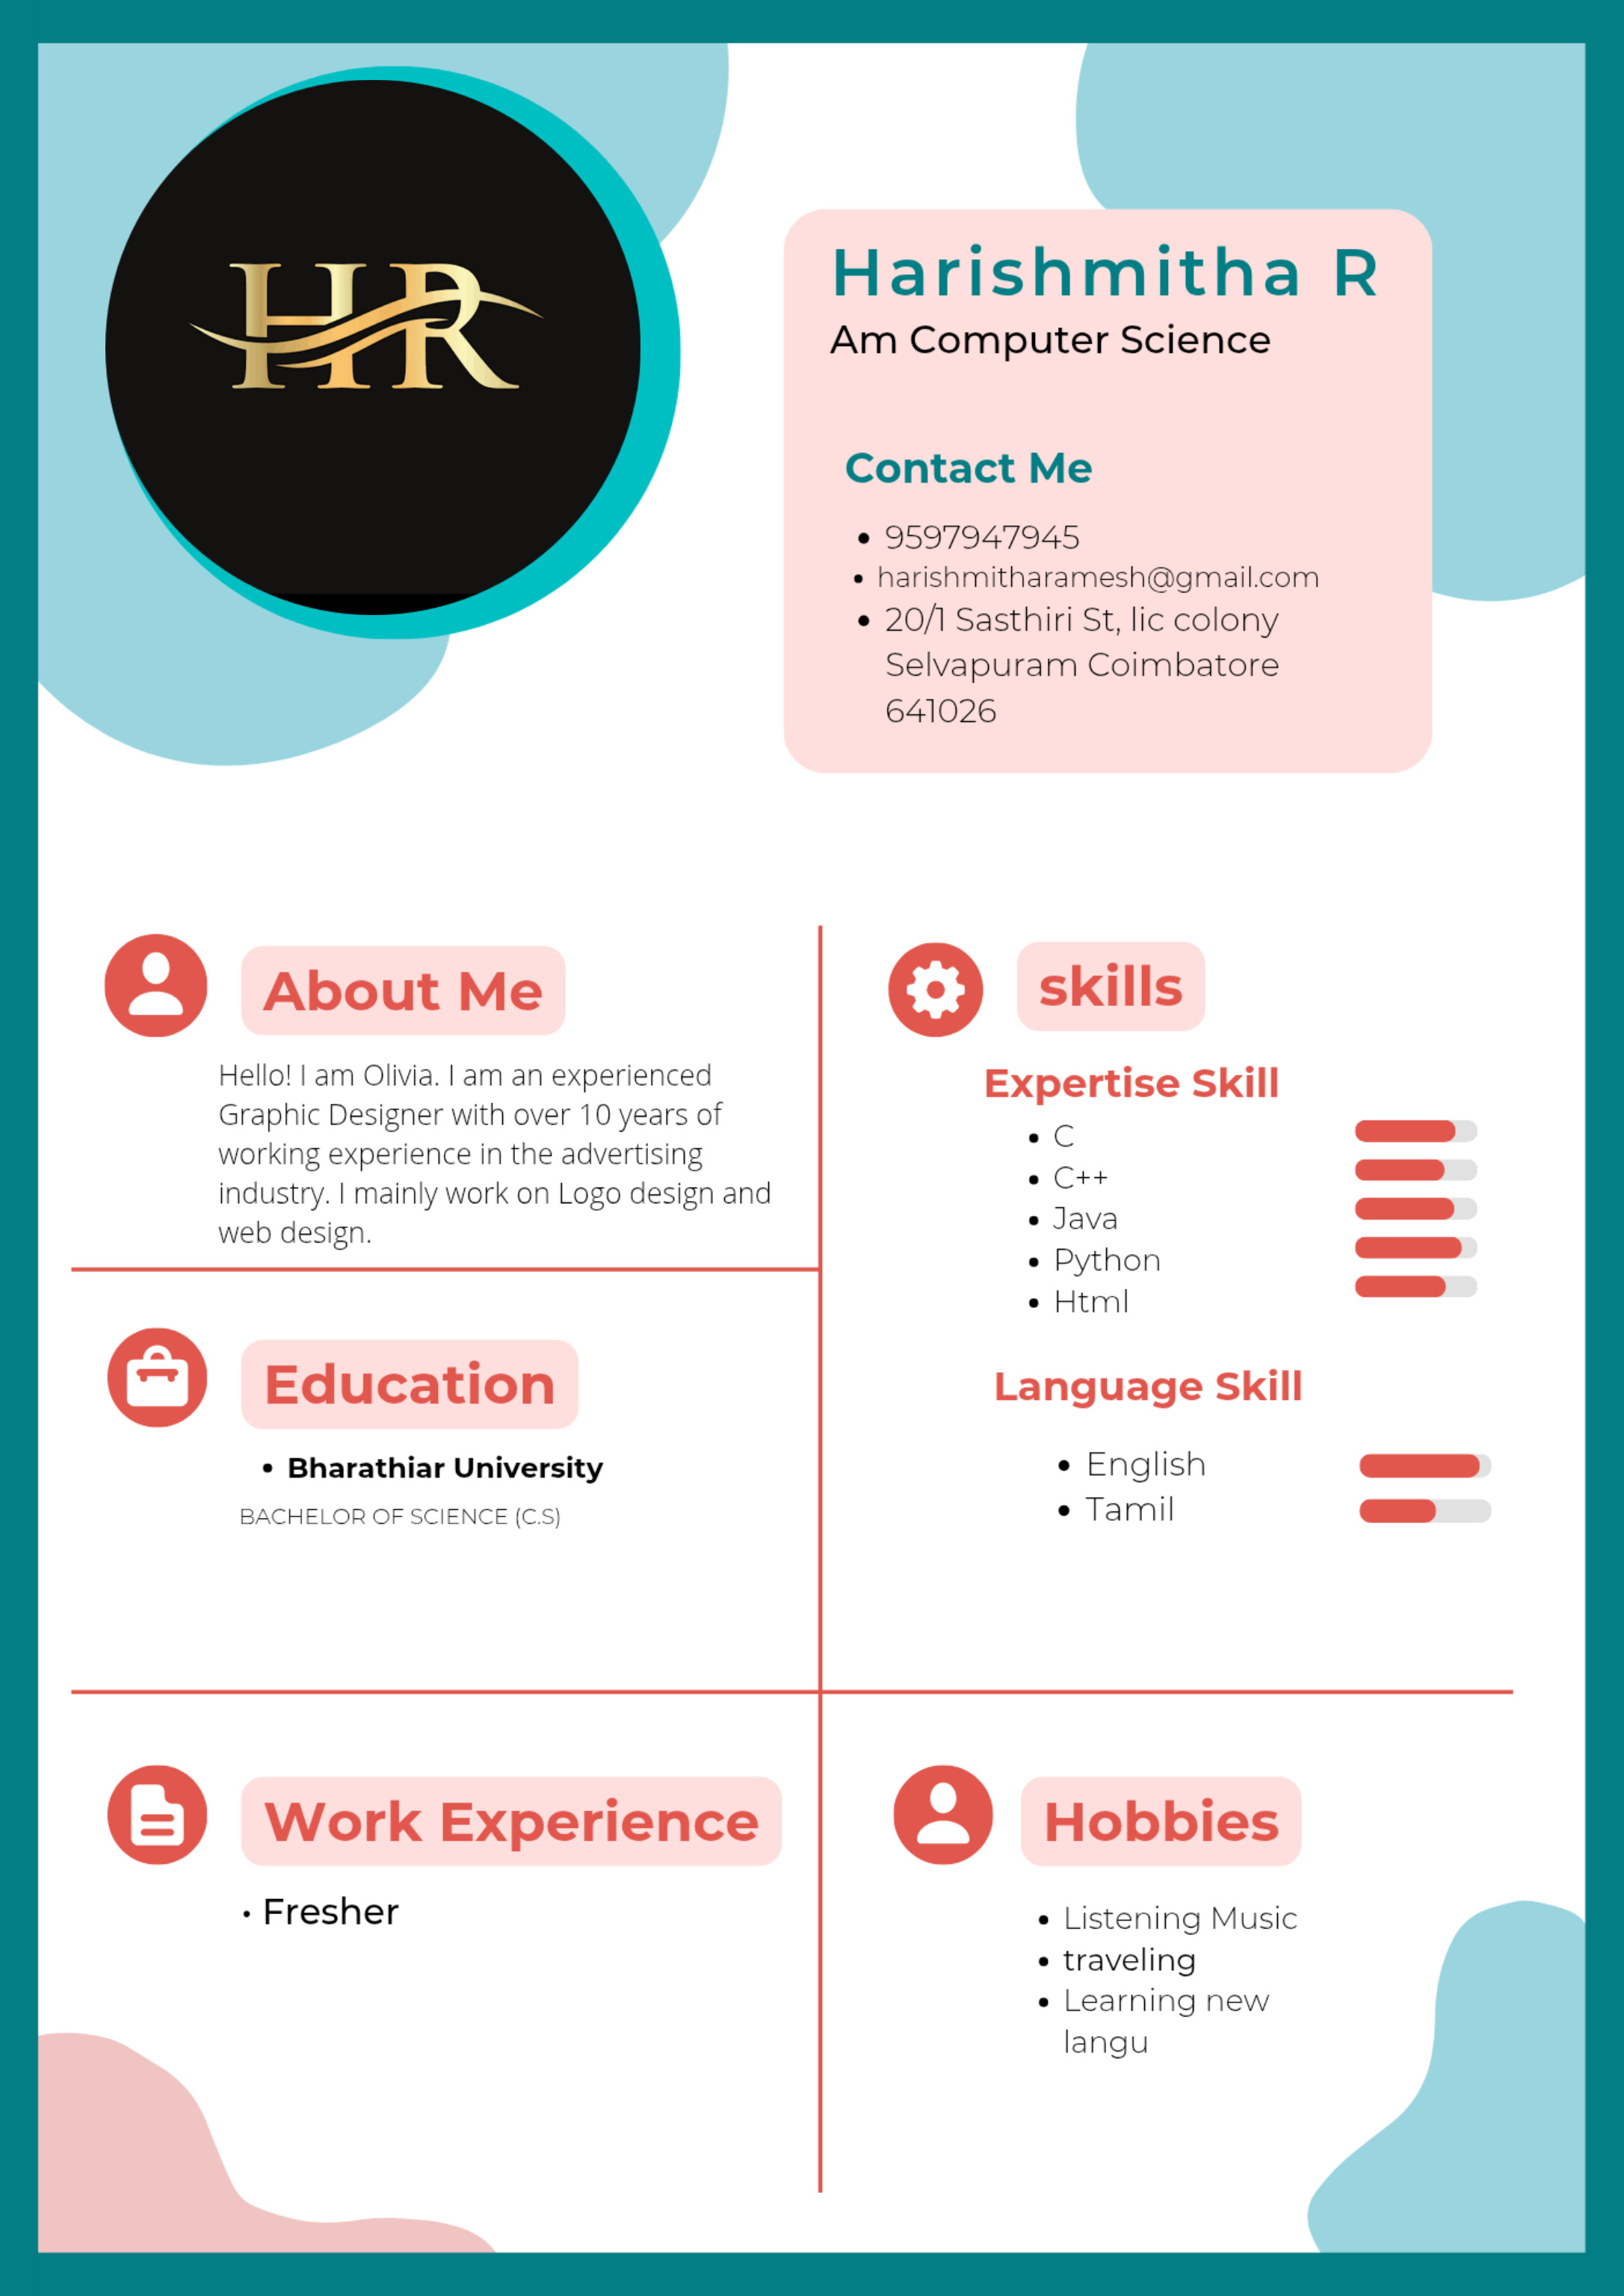 HR
Harishmitha R
Am Computer Science
Contact Me
• 9597947945
• harishmitharamesh@gmail.com
• 20/1 Sasthiri St, lic colony
Selvapuram Coimbatore
641026
About Me
Hello! I am Olivia. I am an experienced
Graphic Designer with over 10 years of
working experience in the advertising
industry. I mainly work on Logo design and
web design.
Education
• Bharathiar University
BACHELOR OF SCIENCE (C.S)
skills
Expertise Skill
• C
• C++
• Java
• Python
• Html
Language Skill
• English
• Tamil
Work Experience
• Fresher
Hobbies
• Listening Music
• traveling
• Learning new
langu